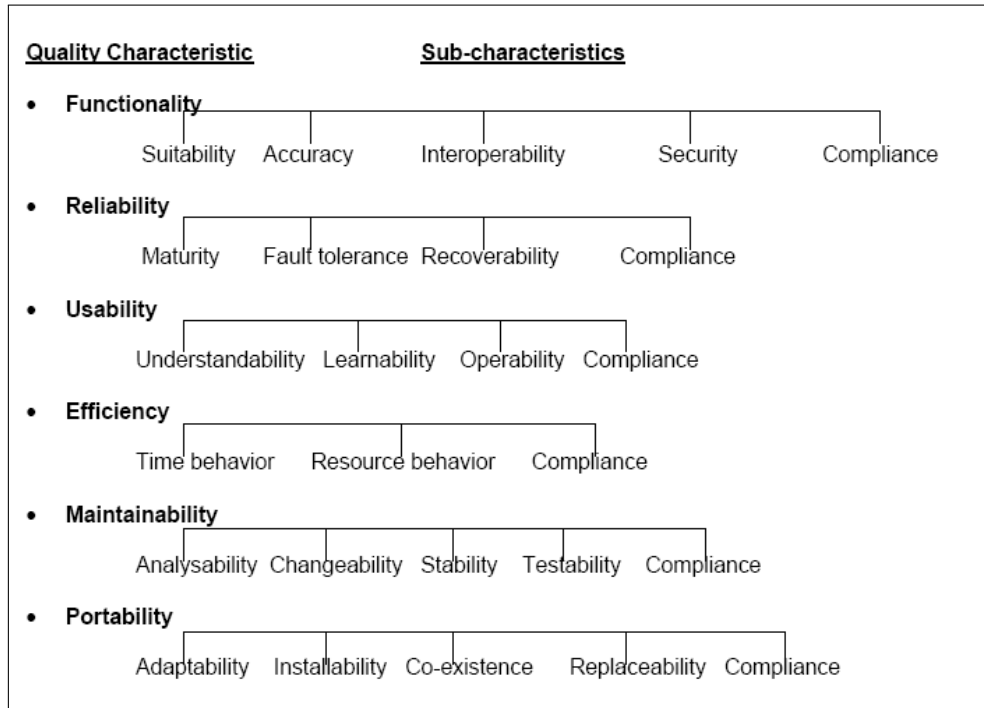 Quality Characteristic Sub-characteristics
• Functionality
Suitability Accuracy Interoperability Security Compliance
• Reliability
Maturity Fault tolerance Recoverability Compliance
• Usability
Understandability Learnability Operability Compliance
• Efficiency
Time behavior Resource behavior Compliance
• Maintainability
Analysability Changeability Stability Testability Compliance
• Portability
Adaptability Installability Co-existence Replaceability Compliance